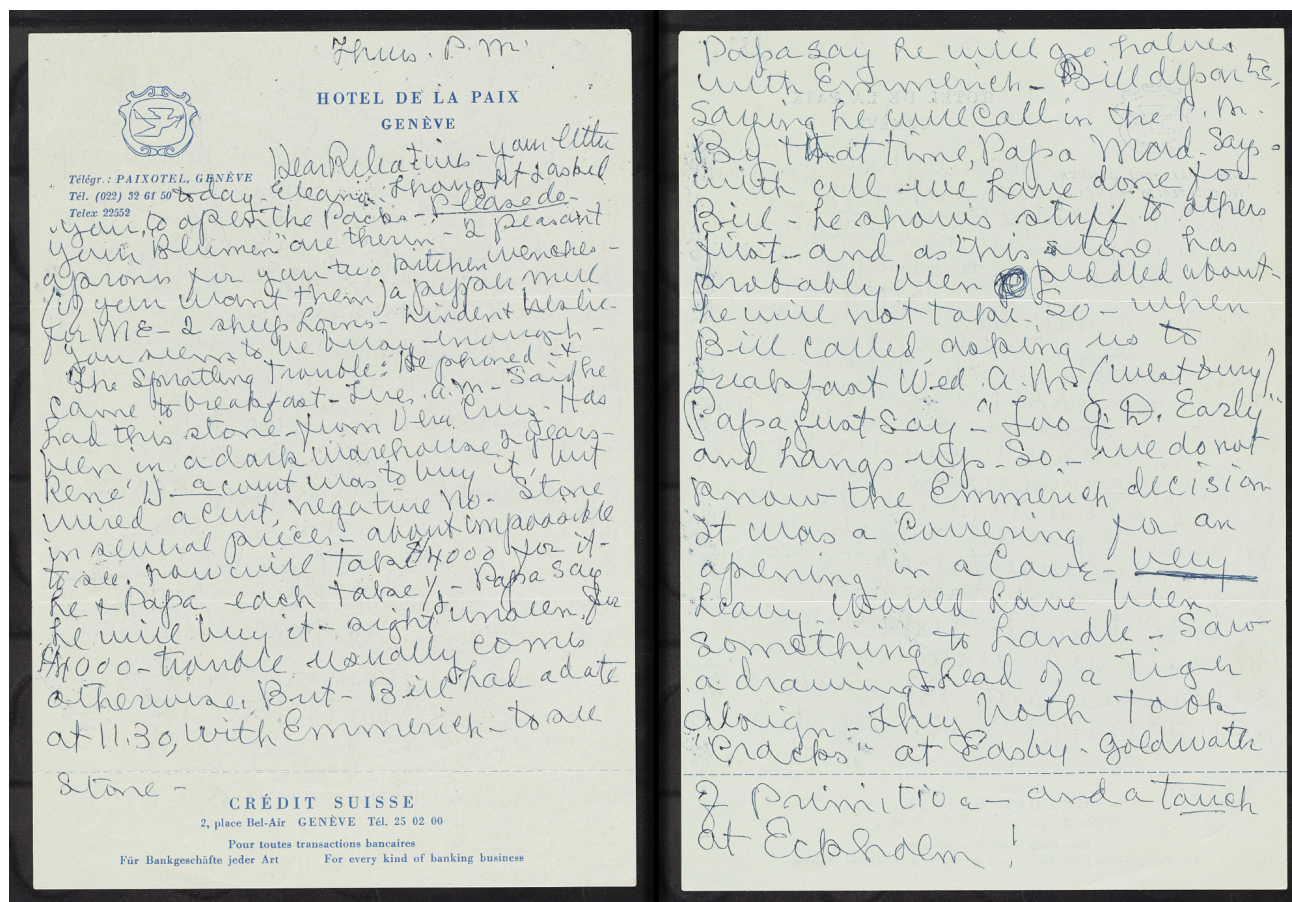 Thurs. P.M.
HOTEL DE LA PAIX
GENÈVE
Dear Relatives - your letter
Télégr.: PAIXOTEL, GENÈVE
Tél. (022) 32 61 50
Telex 22552
today. Eleanor thought I asked
you to open the Packs - Please do -
your "Blumen" are therin - 2 peasant
aprons for you two kitchen wenches -
(if you want them) a pepper mill
for ME - 2 sheep horns -
you seem to be busy enough -
The Spratling Trouble: He phoned &
came to breakfast - Tues. a.m. Said he
had this stone - from Vera Cruz. Has
been in a dark warehouse 2 years -
René D - a count was to buy it, but
wired a curt, negative No. Stone
in several pieces - about impossible
to see, now will take $4000 for it -
he & Papa each take ½ - Papa say
he will buy it - sight unseen, for
$4000 - trouble usually comes
otherwise. But - Bill had a date
at 11.30, with Emmerich - to see
Stone -
CRÉDIT SUISSE
2, place Bel-Air GENÈVE Tél. 25 02 00
Pour toutes transactions bancaires
Für Bankgeschäfte jeder Art For every kind of banking business
Papa say he will go halves
with Emmerich - Bill departs,
saying he will call in the P.M.
By that time, Papa Mad. Says -
with all we have done for
Bill - he shows stuff to others
first - and as this stone has
probably been peddled about -
he will not take. So - when
Bill called, asking us to
breakfast Wed. A.M. (Westbury)
Papa just say - "Too G.D. Early"
and hangs up. So - we do not
know the Emmerich decision
It was a Covering for an
opening in a Cave - very
heavy, would have been
something to handle - Saw
a drawing, head of a tiger
design - They both took
"cracks" at Easby - Goldwater
of Primitive - and a touch
at Eckholm!